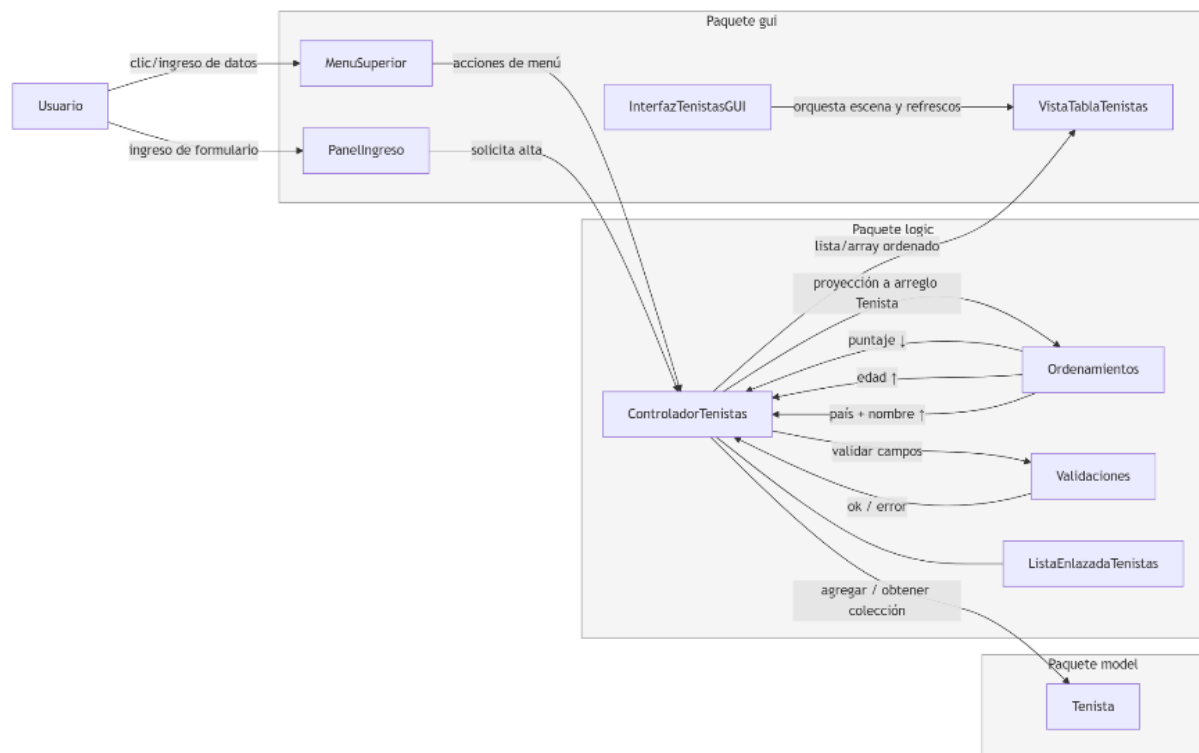 Paquete gui
clic/ingreso de datos
MenuSuperior
acciones de menú
Usuario
InterfazTenistasGUI
orquesta escena y refrescos
VistaTablaTenistas
ingreso de formulario
PanelIngreso
solicita alta
Paquete logic
lista/array ordenado
proyección a arreglo
Tenista
puntaje ↓
Ordenamientos
edad ↑
ControladorTenistas
país + nombre ↑
validar campos
Validaciones
ok / error
ListaEnlazadaTenistas
agregar / obtener
colección
Paquete model
Tenista